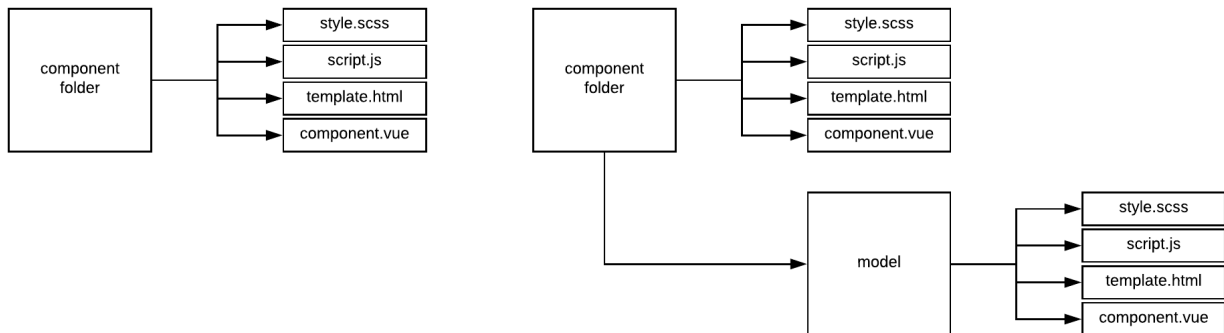 component
folder
style.scss
script.js
template.html
component.vue
component
folder
style.scss
script.js
template.html
component.vue
model
style.scss
script.js
template.html
component.vue